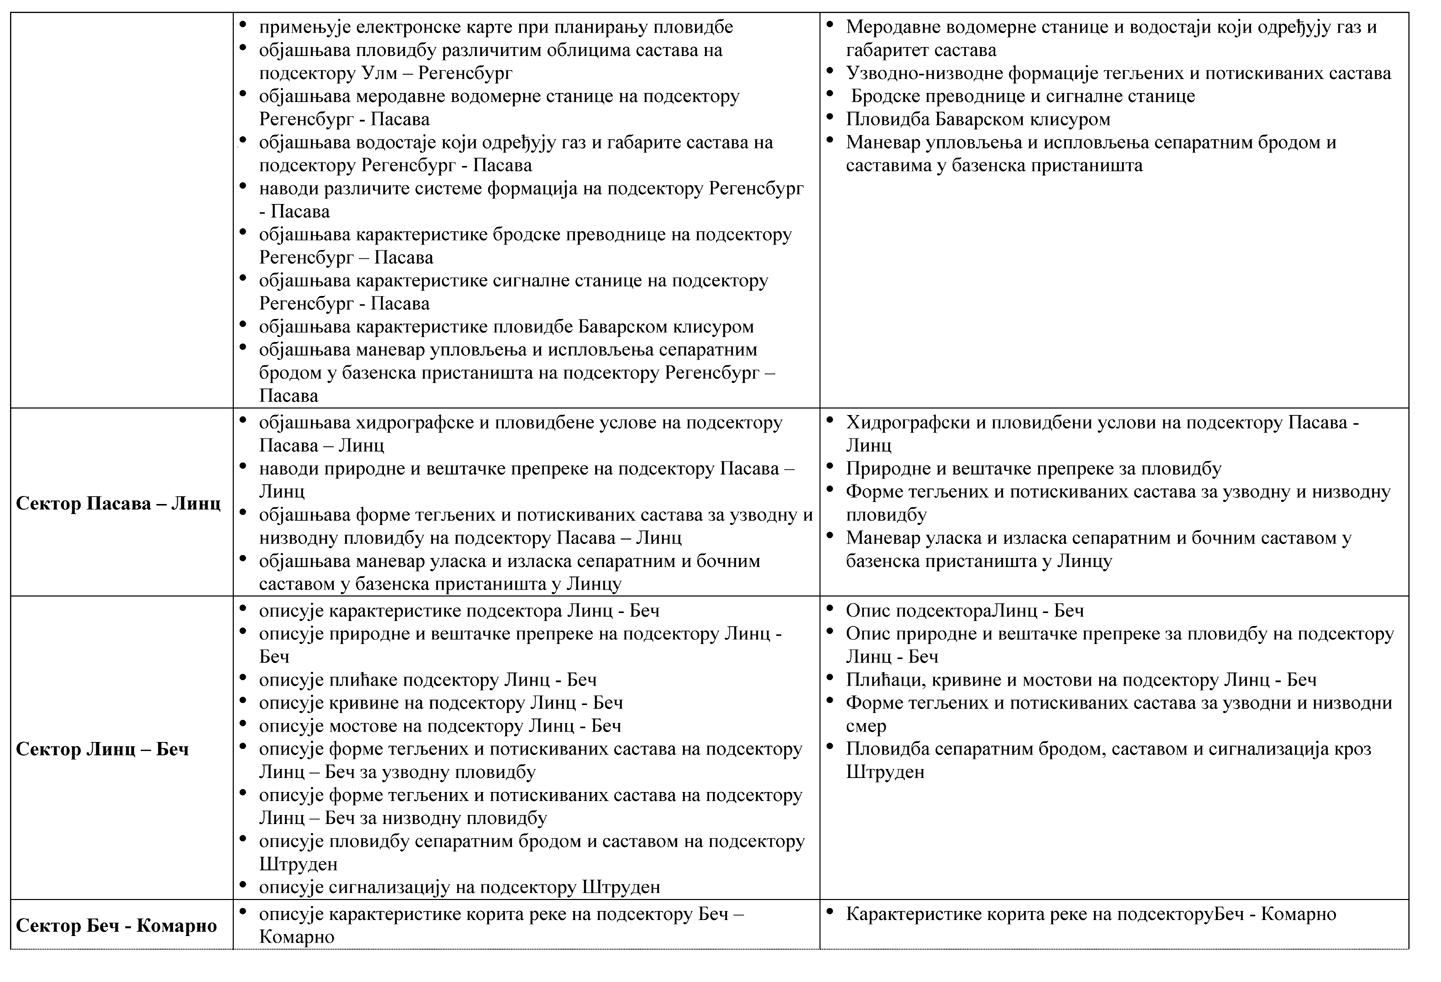 • примењује електронске карте при планирању пловидбе
• објашњава пловидбу различитим облицима састава на
подсектору Улм – Регенсбург
• објашњава меродавне водомерне станице на подсектору
Регенсбург - Пасава
• објашњава водостаје који одређују газ и габарите састава на
подсектору Регенсбург - Пасава
• наводи различите системе формација на подсектору Регенсбург
- Пасава
• објашњава карактеристике бродске преводнице на подсектору
Регенсбург – Пасава
• објашњава карактеристике сигналне станице на подсектору
Регенсбург - Пасава
• објашњава карактеристике пловидбе Баварском клисуром
• објашњава маневар упловљења и испловљења сепаратним
бродом у базенска пристаништа на подсектору Регенсбург –
Пасава
• Меродавне водомерне станице и водостаји који одређују газ и
габаритет састава
• Узводно-низводне формације тегљених и потискиваних састава
• Бродске преводнице и сигналне станице
• Пловидба Баварском клисуром
• Маневар упловљења и испловљења сепаратним бродом и
саставима у базенска пристаништа
Сектор Пасава – Линц
• објашњава хидрографске и пловидбене услове на подсектору
Пасава – Линц
• наводи природне и вештачке препреке на подсектору Пасава –
Линц
• објашњава форме тегљених и потискиваних састава за узводну и
низводну пловидбу на подсектору Пасава – Линц
• објашњава маневар уласка и изласка сепаратним и бочним
саставом у базенска пристаништа у Линцу
• Хидрографски и пловидбени услови на подсектору Пасава -
Линц
• Природне и вештачке препреке за пловидбу
• Форме тегљених и потискиваних састава за узводну и низводну
пловидбу
• Маневар уласка и изласка сепаратним и бочним саставом у
базенска пристаништа у Линцу
Сектор Линц – Беч
• описује карактеристике подсектора Линц - Беч
• описује природне и вештачке препреке на подсектору Линц -
Беч
• описује плићаке подсектору Линц - Беч
• описује кривине на подсектору Линц - Беч
• описује мостове на подсектору Линц - Беч
• описује форме тегљених и потискиваних састава на подсектору
Линц – Беч за узводну пловидбу
• описује форме тегљених и потискиваних састава на подсектору
Линц – Беч за низводну пловидбу
• описује пловидбу сепаратним бродом и саставом на подсектору
Штруден
• описује сигнализацију на подсектору Штруден
• Опис подсектораЛинц - Беч
• Опис природне и вештачке препреке за пловидбу на подсектору
Линц - Беч
• Плићаци, кривине и мостови на подсектору Линц - Беч
• Форме тегљених и потискиваних састава за узводни и низводни
смер
• Пловидба сепаратним бродом, саставом и сигнализација кроз
Штруден
Сектор Беч - Комарно
• описује карактеристике корита реке на подсектору Беч –
Комарно
• Карактеристике корита реке на подсекторуБеч - Комарно